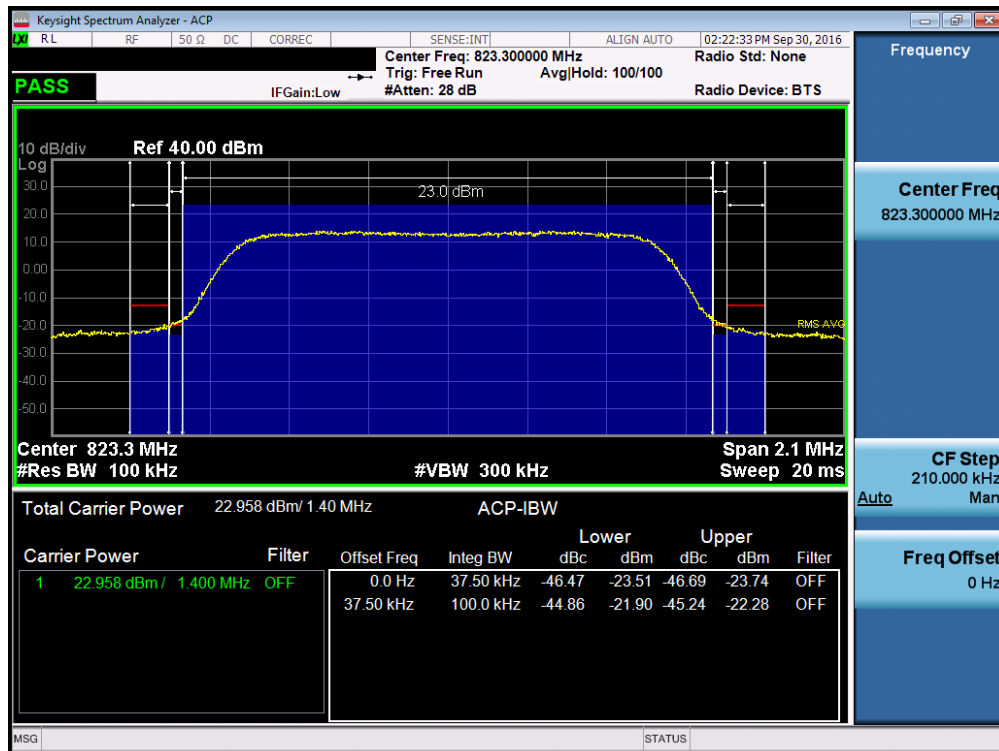 Keysight Spectrum Analyzer - ACP
LXI RL RF 50 Ω DC CORREC SENSE:INT ALIGN AUTO 02:22:33 PM Sep 30, 2016
Center Freq: 823.300000 MHz Radio Std: None
Trig: Free Run Avg|Hold: 100/100
PASS IFGain:Low #Atten: 28 dB Radio Device: BTS
10 dB/div Ref 40.00 dBm
Log
30.0
23.0 dBm
20.0
10.0
0.00
-10.0
-20.0
RMS AVG
-30.0
-40.0
-50.0
Center 823.3 MHz Span 2.1 MHz
#Res BW 100 kHz #VBW 300 kHz Sweep 20 ms
Total Carrier Power 22.958 dBm/ 1.40 MHz ACP-IBW
Lower Upper
Carrier Power Filter Offset Freq Integ BW dBc dBm dBc dBm Filter
1 22.958 dBm / 1.400 MHz OFF 0.0 Hz 37.50 kHz -46.47 -23.51 -46.69 -23.74 OFF
37.50 kHz 100.0 kHz -44.86 -21.90 -45.24 -22.28 OFF
MSG STATUS
Frequency
Center Freq
823.300000 MHz
CF Step
210.000 kHz
Auto Man
Freq Offset
0 Hz